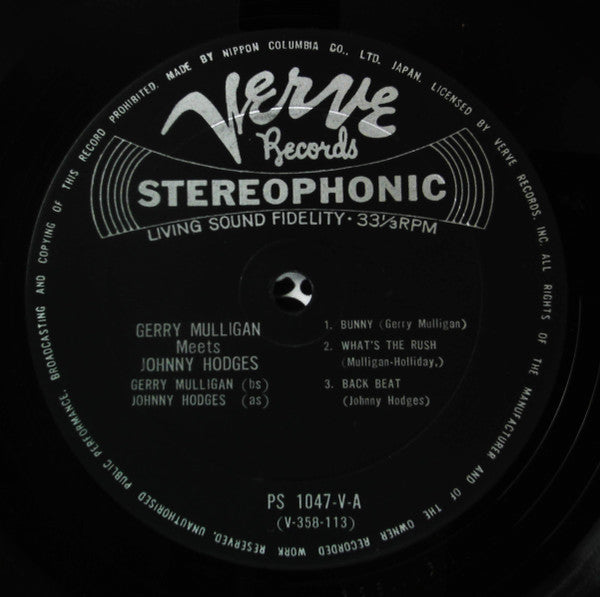 MADE BY NIPPON COLUMBIA CO., LTD, JAPAN. LICENSED BY VERVE RECORDS, INC. ALL RIGHTS OF THE MANUFACTURER AND OF THE OWNER RECORDED WORK RESERVED, UNAUTHORISED PUBLIC PERFORMANCE, BROADCASTING AND COPYING OF THIS RECORD PROHIBITED.
Verve
Records
STEREOPHONIC
LIVING SOUND FIDELITY · 33⅓RPM
GERRY MULLIGAN
Meets
JOHNNY HODGES
GERRY MULLIGAN (bs)
JOHNNY HODGES (as)
1. BUNNY (Gerry Mulligan)
2. WHAT'S THE RUSH
(Mulligan-Holliday,)
3. BACK BEAT
(Johnny Hodges)
PS 1047-V-A
(V-358-113)